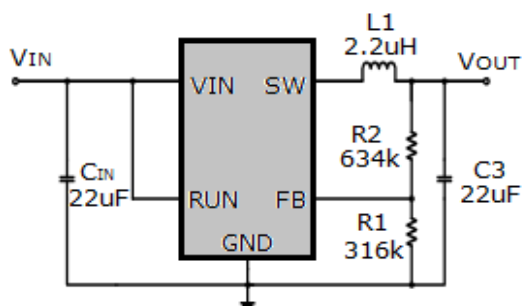 L1
2.2uH
VIN
VOUT
VIN
SW
R2
634k
CIN
22uF
C3
22uF
RUN
FB
R1
316k
GND